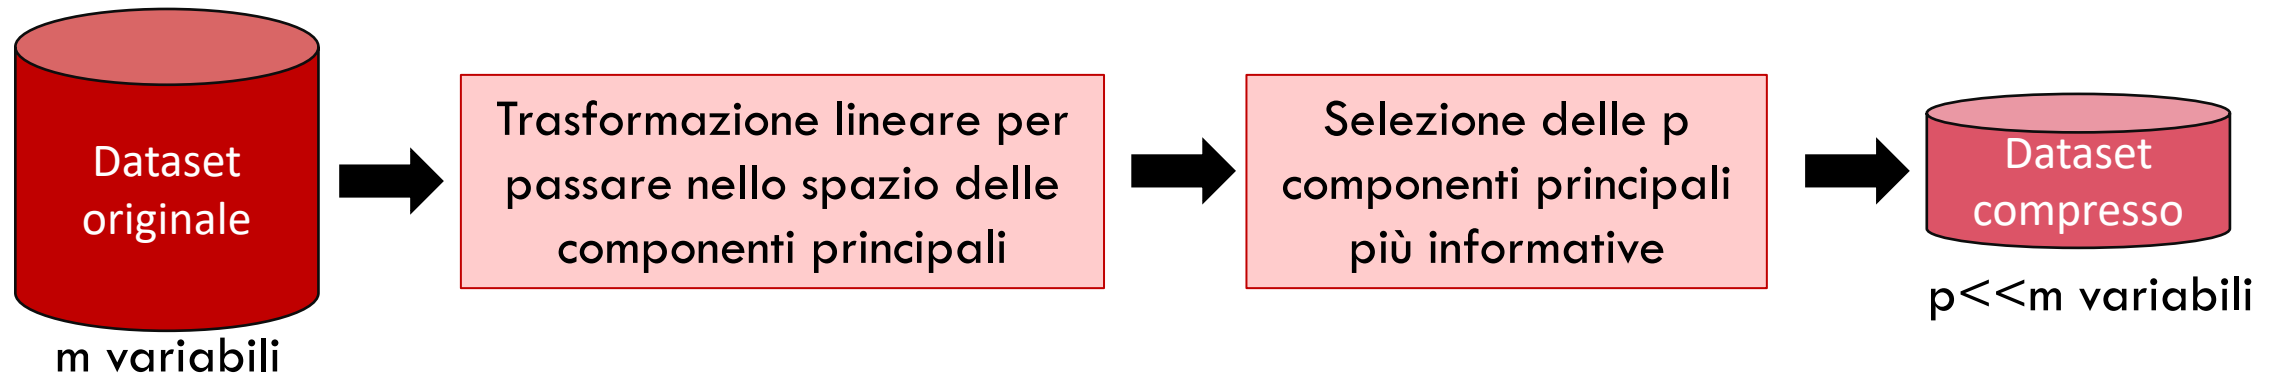 Dataset
originale
m variabili
Trasformazione lineare per
passare nello spazio delle
componenti principali
Selezione delle p
componenti principali
più informative
Dataset
compresso
p<<m variabili